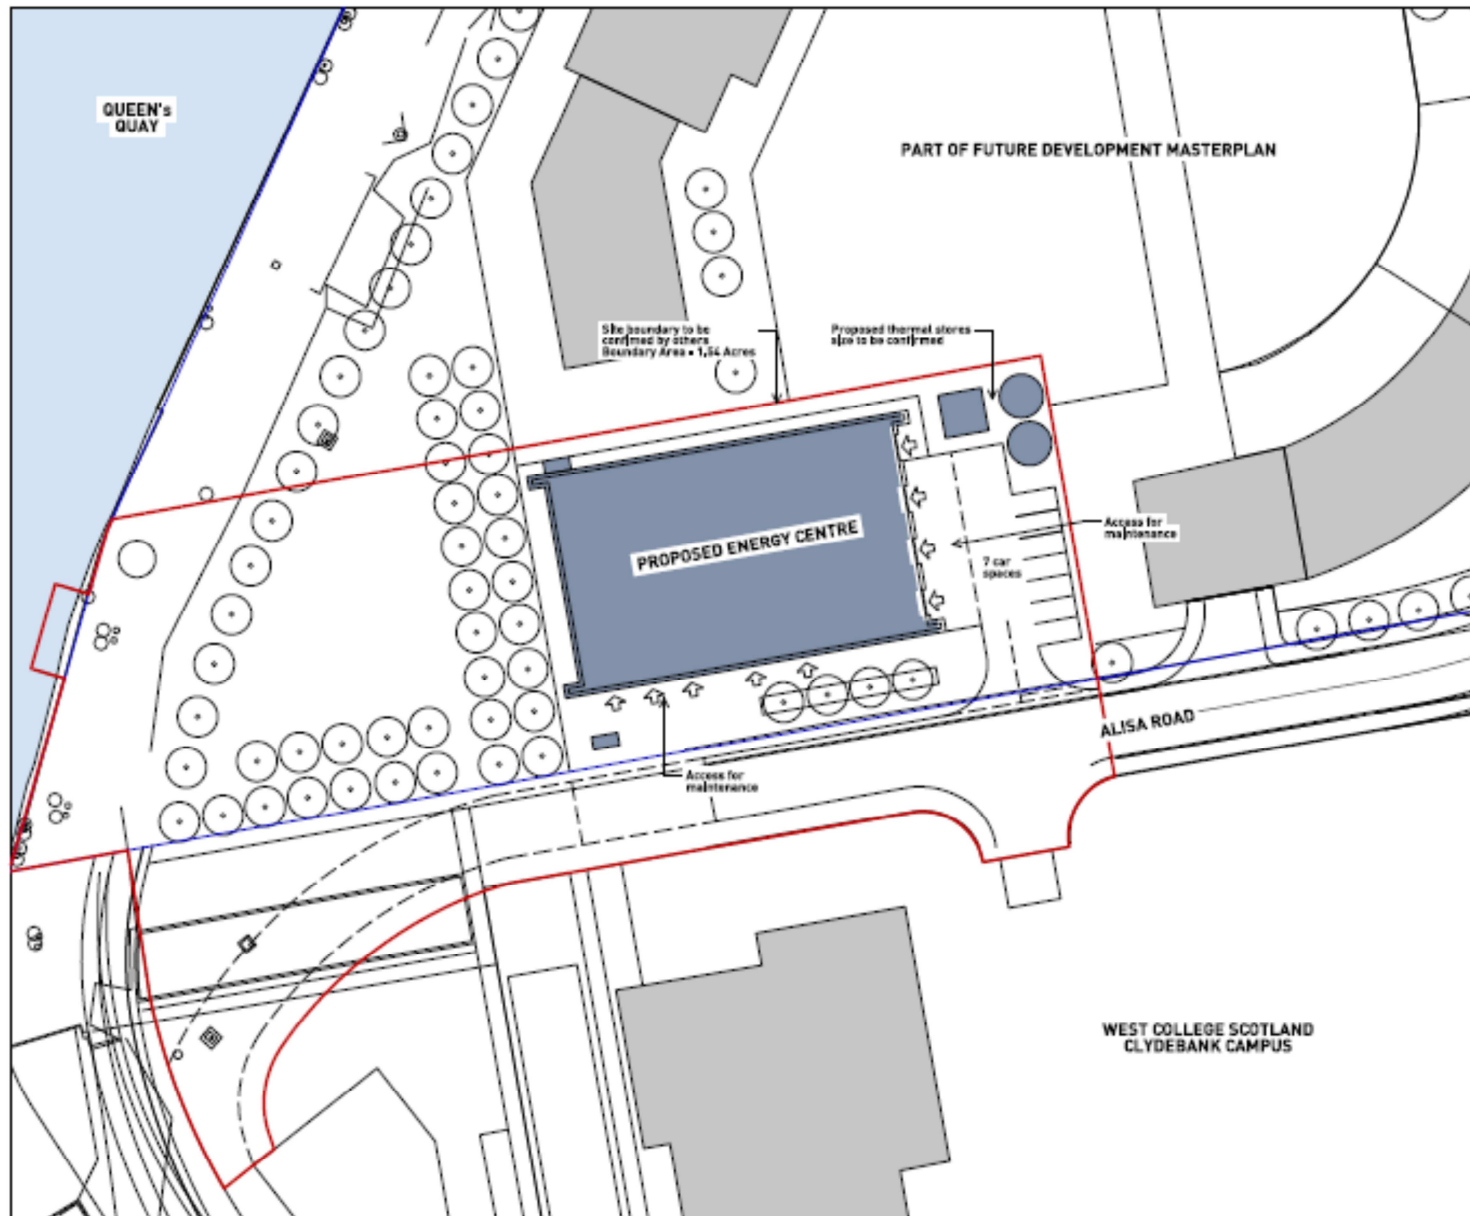 QUEEN's
QUAY
PART OF FUTURE DEVELOPMENT MASTERPLAN
Site boundary to be
confimed by others
Boundary Area = 1,54 Acres
Proposed thermal stores
size to be confirmed
PROPOSED ENERGY CENTRE
Access for
maintenance
7 car
spaces
ALISA ROAD
Access for
maintenance
WEST COLLEGE SCOTLAND
CLYDEBANK CAMPUS